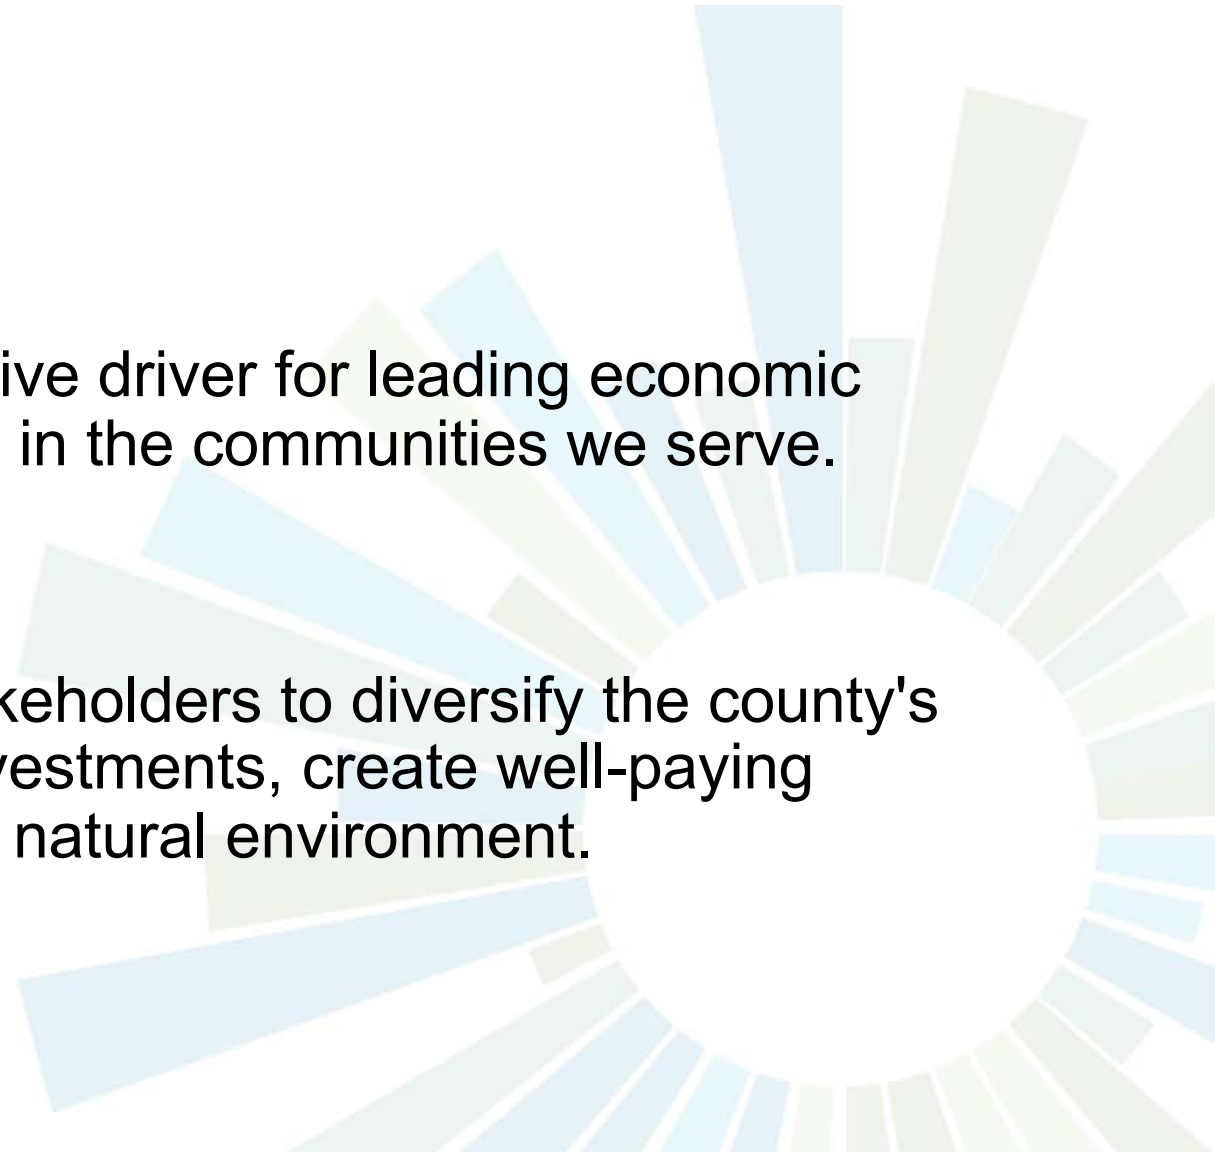 ive driver for leading economic
in the communities we serve.
keholders to diversify the county's
vestments, create well-paying
natural environment.